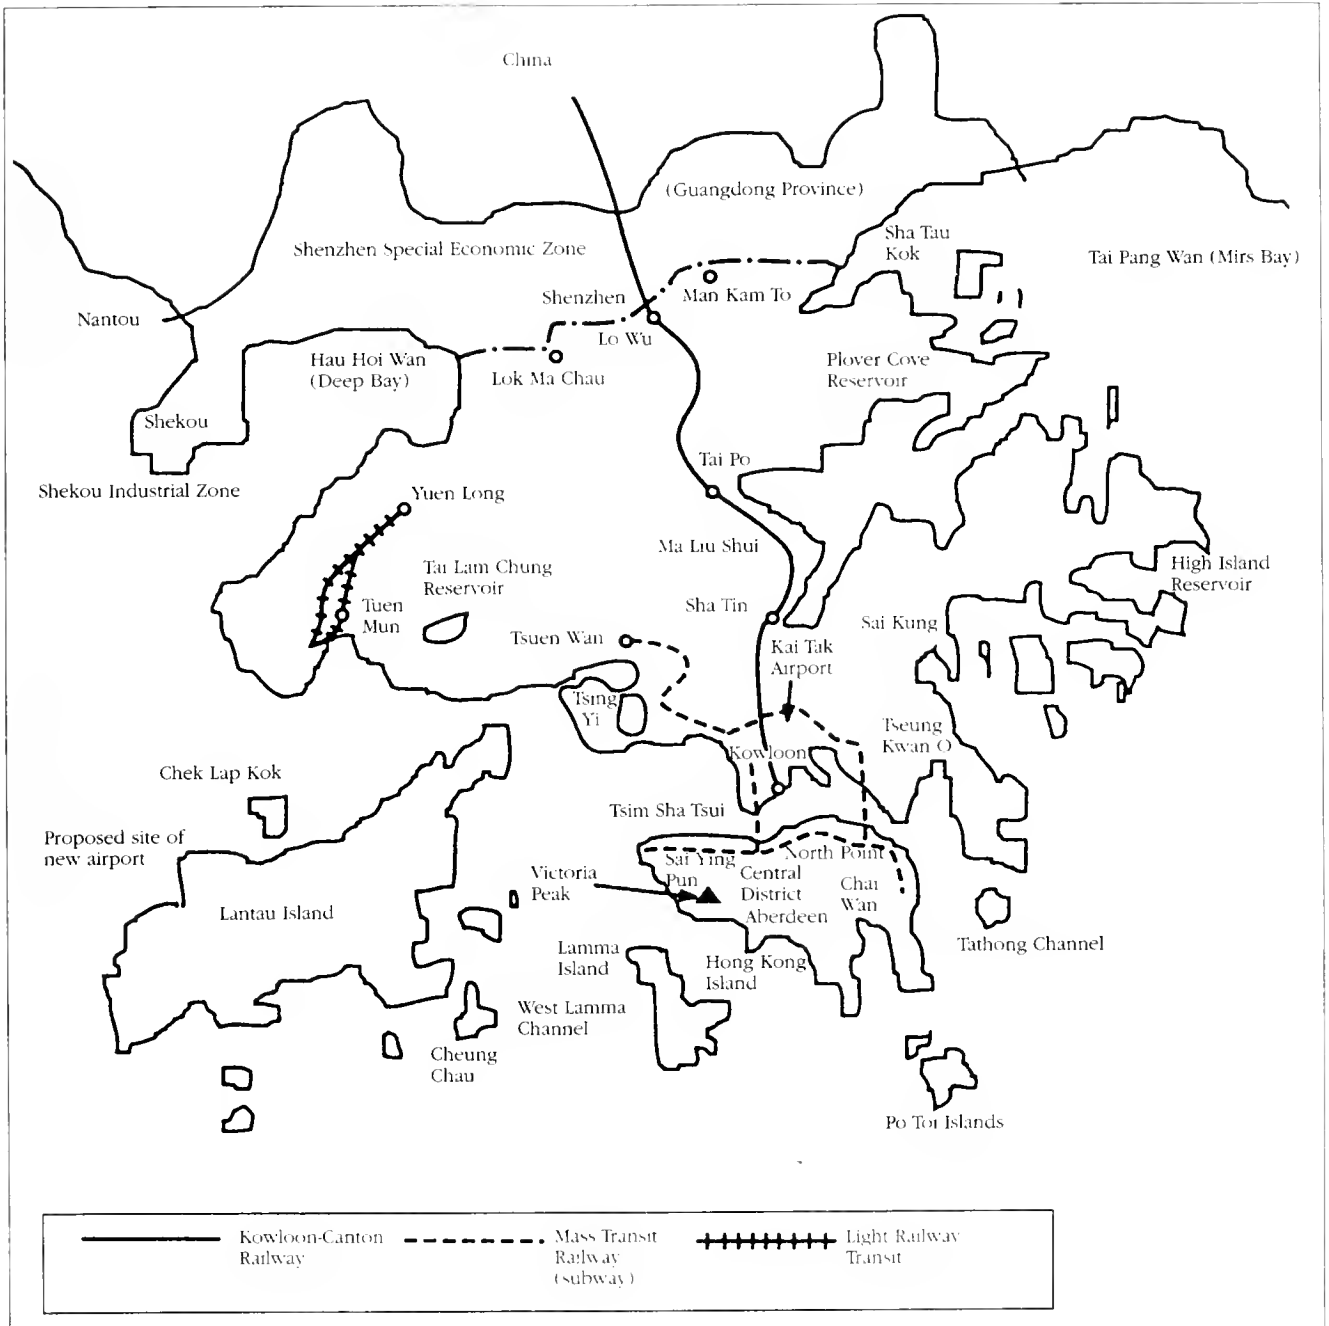 China
(Guangdong Province)
Sha Tau
Kok
Shenzhen Special Economic Zone
Tai Pang Wan (Mirs Bay)
Shenzhen
Man Kam To
Nantou
Lo Wu
Hau Hoi Wan
(Deep Bay)
Lok Ma Chau
Plover Cove
Reservoir
Shekou
Tai Po
Shekou Industrial Zone
Yuen Long
Ma Liu Shui
Tai Lam Chung
Reservoir
High Island
Reservoir
Tuen
Mun
Sha Tin
Sai Kung
Tsuen Wan
Kai Tak
Airport
Tsing
Yi
Tseung
Kwan O
Kowloon
Chek Lap Kok
Tsim Sha Tsui
Proposed site of
new airport
Sai Ying
Pun
North Point
Victoria
Peak
Central
District
Chai
Wan
Lantau Island
Aberdeen
Tathong Channel
Lamma
Island
Hong Kong
Island
West Lamma
Channel
Cheung
Chau
Po Toi Islands
Kowloon-Canton
Railway
Mass Transit
Railway
(subway)
Light Railway
Transit